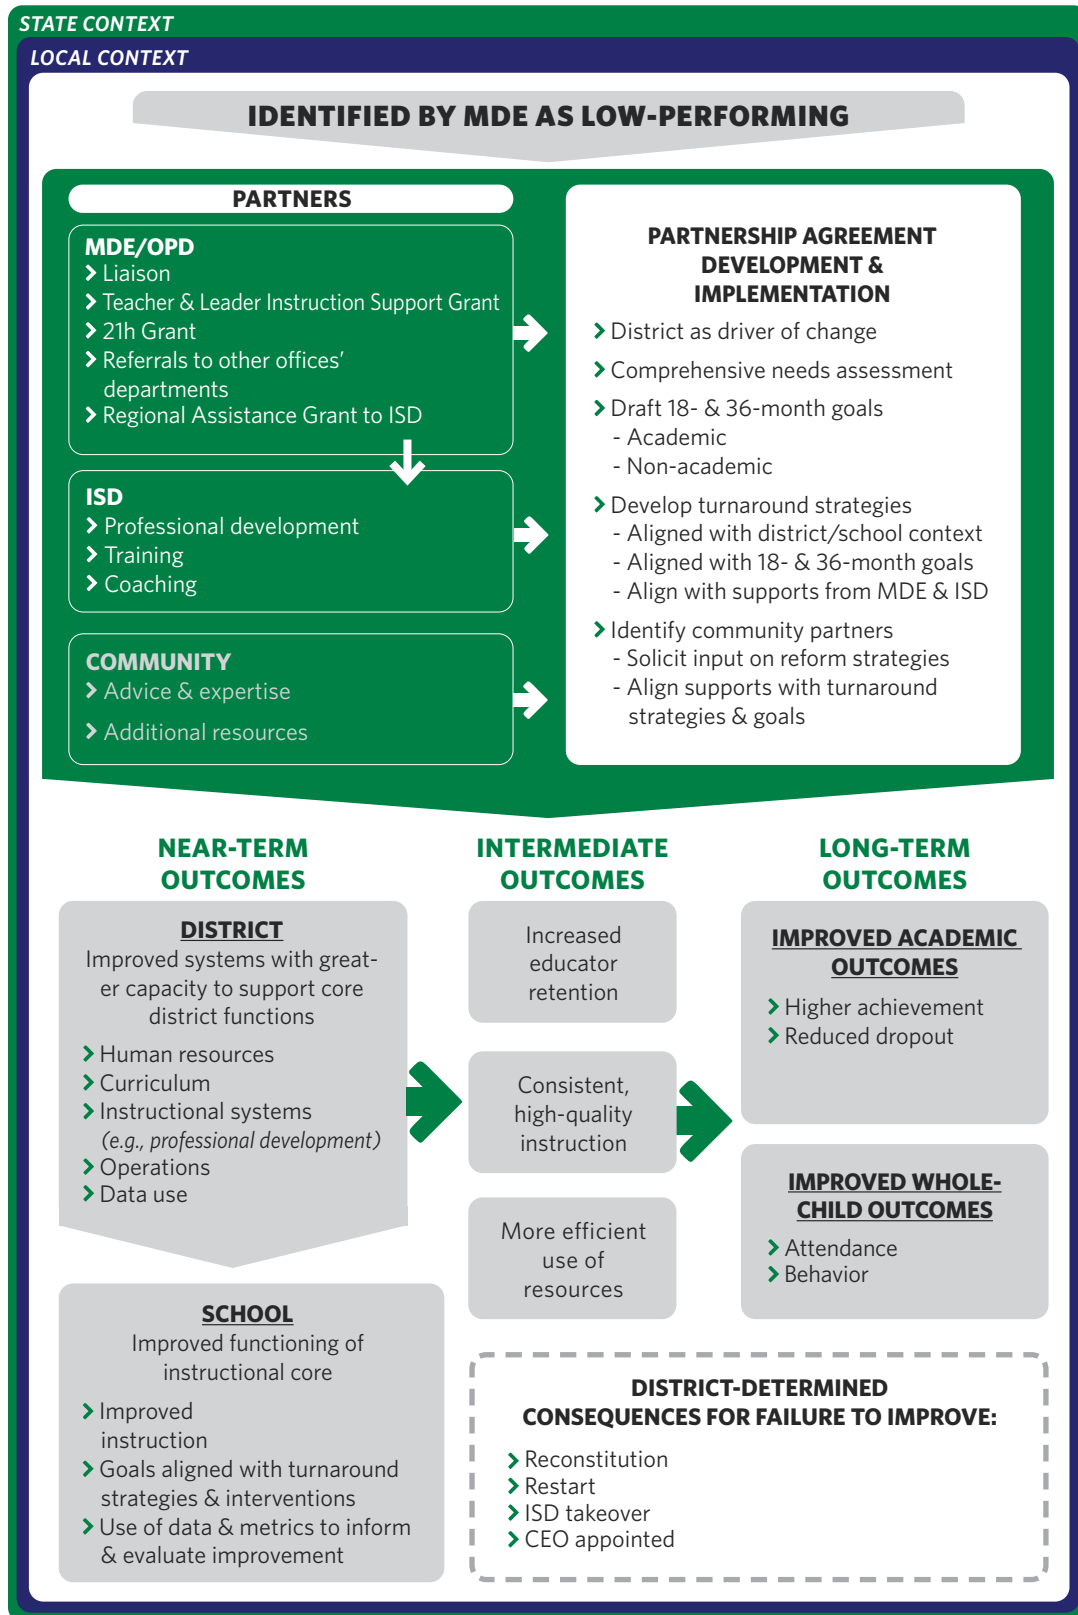 STATE CONTEXT
LOCAL CONTEXT
IDENTIFIED BY MDE AS LOW-PERFORMING
PARTNERS
MDE/OPD
Liaison
Teacher & Leader Instruction Support Grant
21h Grant
Referrals to other offices’
departments
Regional Assistance Grant to ISD
ISD
Professional development
Training
Coaching
COMMUNITY
Advice & expertise
Additional resources
PARTNERSHIP AGREEMENT
DEVELOPMENT &
IMPLEMENTATION
District as driver of change
Comprehensive needs assessment
Draft 18- & 36-month goals
- Academic
- Non-academic
Develop turnaround strategies
- Aligned with district/school context
- Aligned with 18- & 36-month goals
- Align with supports from MDE & ISD
Identify community partners
- Solicit input on reform strategies
- Align supports with turnaround
strategies & goals
NEAR-TERM
OUTCOMES
DISTRICT
Improved systems with great-
er capacity to support core
district functions
Human resources
Curriculum
Instructional systems
(e.g., professional development)
Operations
Data use
SCHOOL
Improved functioning of
instructional core
Improved
instruction
Goals aligned with turnaround
strategies & interventions
Use of data & metrics to inform
& evaluate improvement
INTERMEDIATE
OUTCOMES
Increased
educator
retention
Consistent,
high-quality
instruction
More efficient
use of
resources
LONG-TERM
OUTCOMES
IMPROVED ACADEMIC
OUTCOMES
Higher achievement
Reduced dropout
IMPROVED WHOLE-
CHILD OUTCOMES
Attendance
Behavior
DISTRICT-DETERMINED
CONSEQUENCES FOR FAILURE TO IMPROVE:
Reconstitution
Restart
ISD takeover
CEO appointed